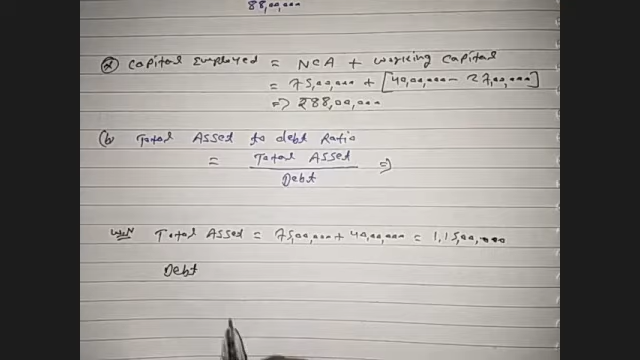 88,00,000
(a) Capital Employed = NCA + working Capital
= 75,00,000 + [40,00,000 - 27,00,000]
=> ₹88,00,000
(b) Total Asset to debt Ratio
= Total Asset / Debt =>
W.N Total Asset = 75,00,000 + 40,00,000 = 1,15,00,000
Debt